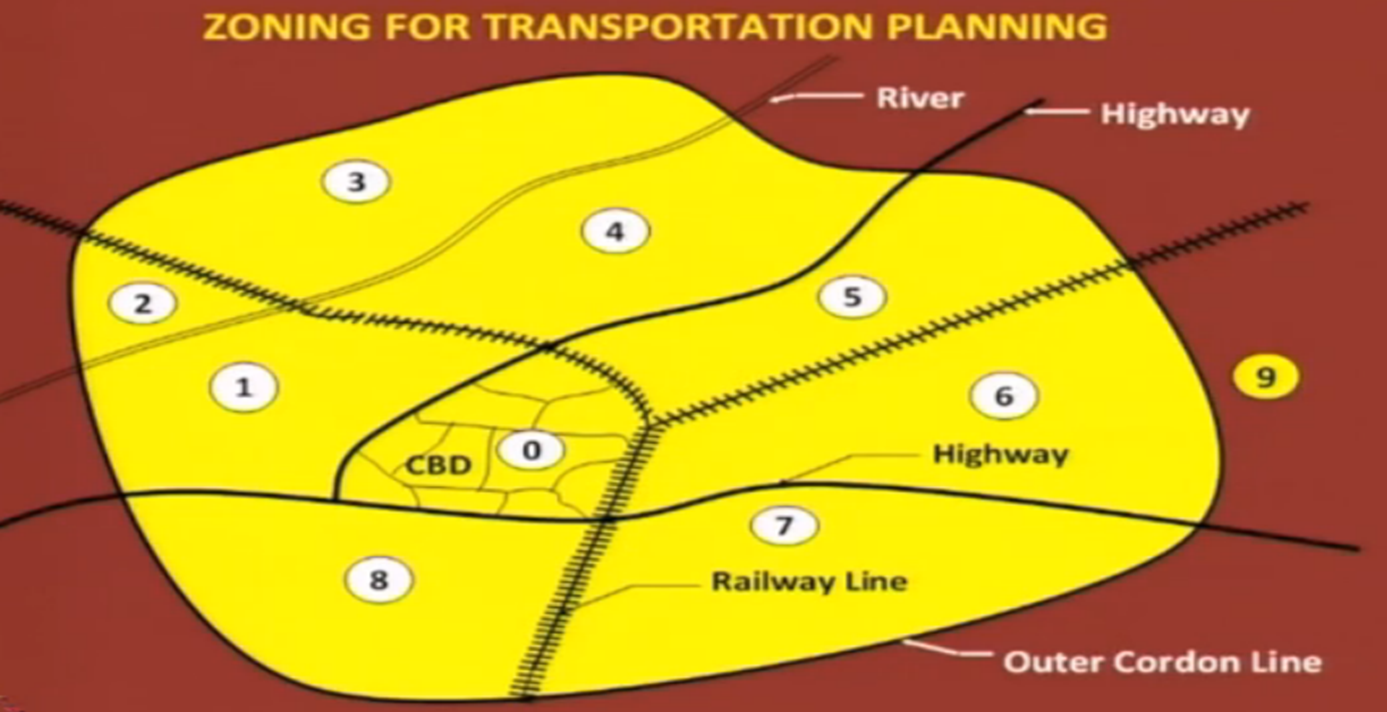 ZONING FOR TRANSPORTATION PLANNING
River
Highway
3
4
2
5
9
1
6
0
CBD
Highway
7
8
Railway Line
Outer Cordon Line